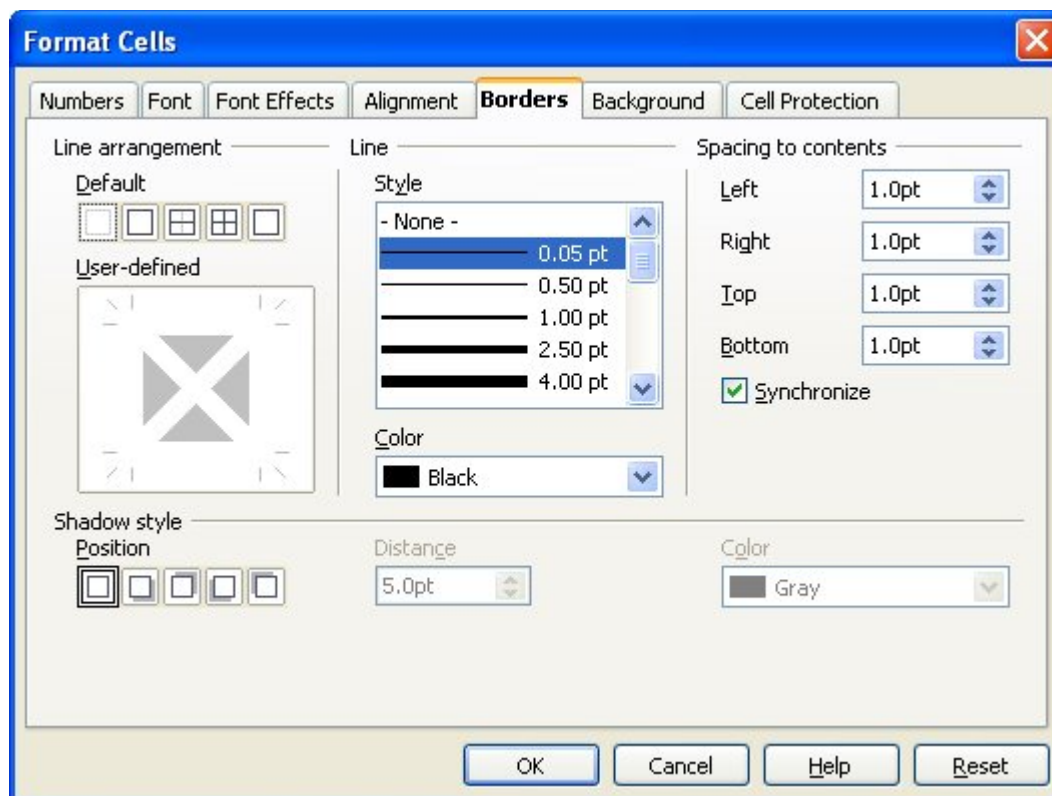 Format Cells
Numbers Font Font Effects Alignment Borders Background Cell Protection
Line arrangement Line Spacing to contents
Default Style Left 1.0pt
- None -
0.05 pt Right 1.0pt
User-defined 0.50 pt Top 1.0pt
1.00 pt
2.50 pt Bottom 1.0pt
4.00 pt Synchronize
Color
Black
Shadow style
Position Distance Color
5.0pt Gray
OK Cancel Help Reset